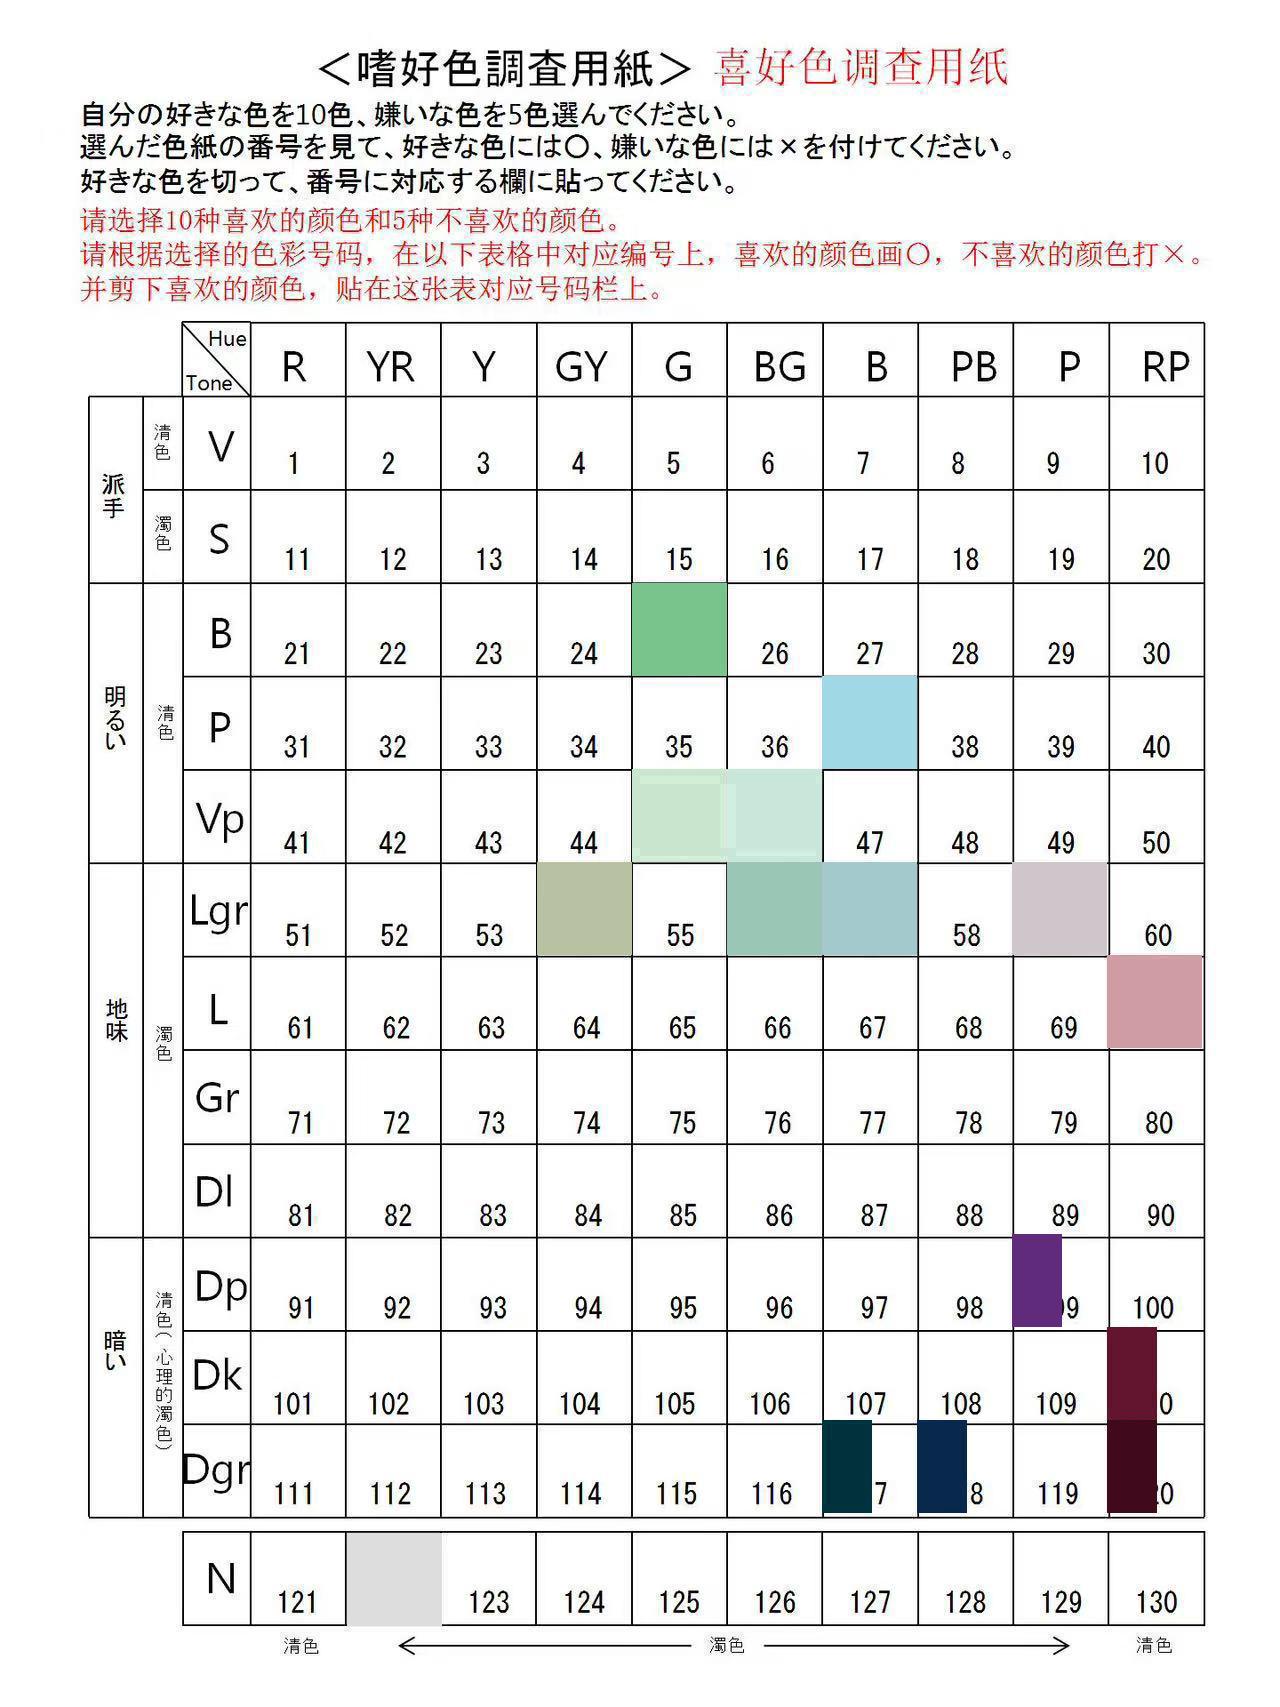 ＜嗜好色調査用紙＞ 喜好色调查用纸
自分の好きな色を10色、嫌いな色を5色選んでください。
選んだ色紙の番号を見て、好きな色には〇、嫌いな色には×を付けてください。
好きな色を切って、番号に対応する欄に貼ってください。
请选择10种喜欢的颜色和5种不喜欢的颜色。
请根据选择的色彩号码，在以下表格中对应编号上，喜欢的颜色画〇，不喜欢的颜色打×。
并剪下喜欢的颜色，贴在这张表对应号码栏上。
Hue
Tone
R YR Y GY G BG B PB P RP
派手
清色
V
1 2 3 4 5 6 7 8 9 10
濁色
S
11 12 13 14 15 16 17 18 19 20
明るい
清色
B
21 22 23 24 26 27 28 29 30
P
31 32 33 34 35 36 38 39 40
Vp
41 42 43 44 47 48 49 50
地味
濁色
Lgr
51 52 53 55 58 60
L
61 62 63 64 65 66 67 68 69
Gr
71 72 73 74 75 76 77 78 79 80
Dl
81 82 83 84 85 86 87 88 89 90
暗い
清色(心理的濁色)
Dp
91 92 93 94 95 96 97 98 9 100
Dk
101 102 103 104 105 106 107 108 109 0
Dgr
111 112 113 114 115 116 7 8 119 0
N
121 123 124 125 126 127 128 129 130
清色 濁色 清色